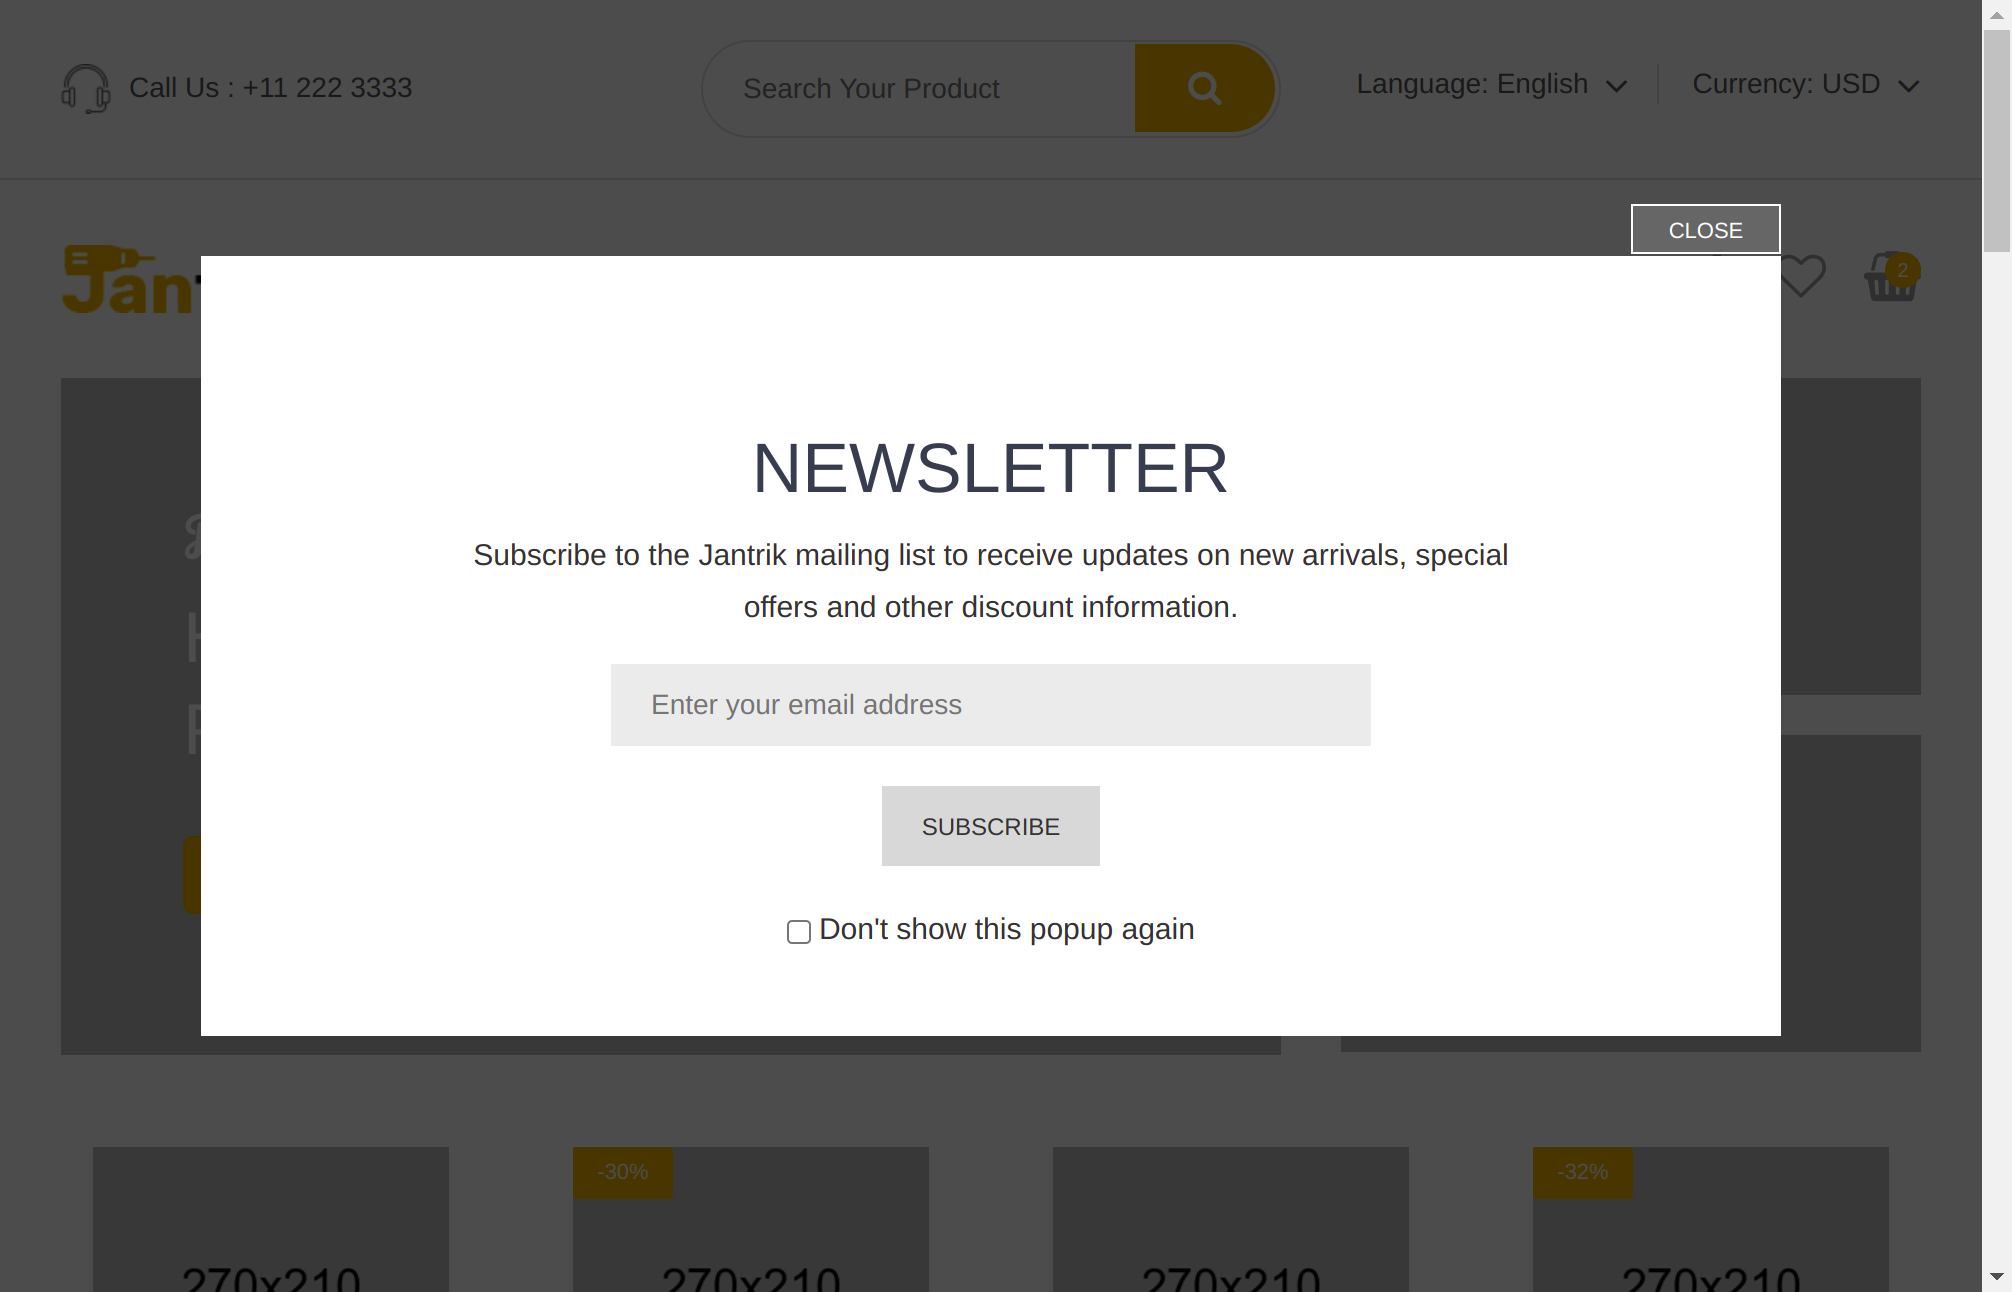 Call Us : +11 222 3333
Search Your Product
Language: English
Currency: USD
CLOSE
2
NEWSLETTER
Subscribe to the Jantrik mailing list to receive updates on new arrivals, special
offers and other discount information.
Enter your email address
SUBSCRIBE
Don't show this popup again
-30%
-32%
270x210
270x210
270x210
270x210